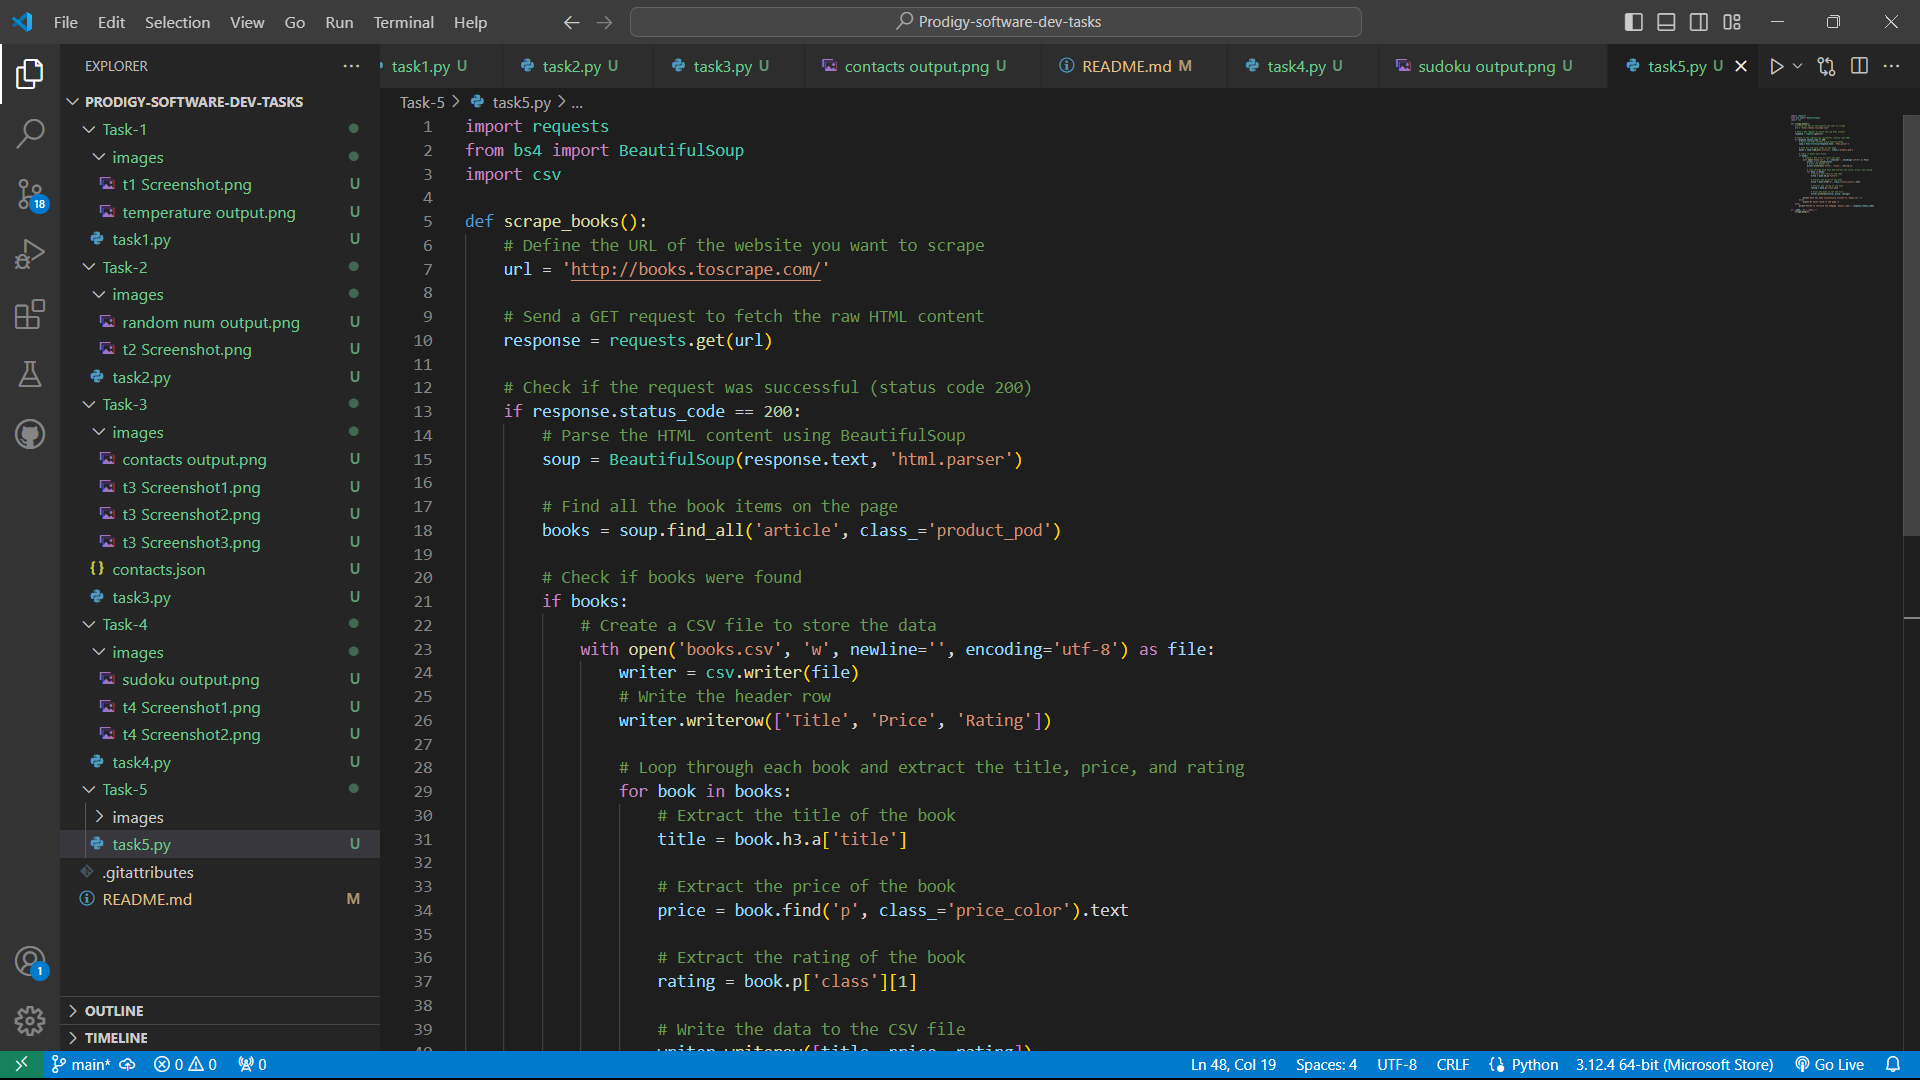 File Edit Selection View Go Run Terminal Help
Prodigy-software-dev-tasks
EXPLORER
task1.py U
task2.py U
task3.py U
contacts output.png U
README.md M
task4.py U
sudoku output.png U
task5.py U
PRODIGY-SOFTWARE-DEV-TASKS
Task-1
images
t1 Screenshot.png U
temperature output.png U
task1.py U
Task-2
images
random num output.png U
t2 Screenshot.png U
task2.py U
Task-3
images
contacts output.png U
t3 Screenshot1.png U
t3 Screenshot2.png U
t3 Screenshot3.png U
contacts.json U
task3.py U
Task-4
images
sudoku output.png U
t4 Screenshot1.png U
t4 Screenshot2.png U
task4.py U
Task-5
images
task5.py U
.gitattributes
README.md M
OUTLINE
TIMELINE
18
1
Task-5 > task5.py > ...
1 import requests
2 from bs4 import BeautifulSoup
3 import csv
4
5 def scrape_books():
6 # Define the URL of the website you want to scrape
7 url = 'http://books.toscrape.com/'
8
9 # Send a GET request to fetch the raw HTML content
10 response = requests.get(url)
11
12 # Check if the request was successful (status code 200)
13 if response.status_code == 200:
14 # Parse the HTML content using BeautifulSoup
15 soup = BeautifulSoup(response.text, 'html.parser')
16
17 # Find all the book items on the page
18 books = soup.find_all('article', class_='product_pod')
19
20 # Check if books were found
21 if books:
22 # Create a CSV file to store the data
23 with open('books.csv', 'w', newline='', encoding='utf-8') as file:
24 writer = csv.writer(file)
25 # Write the header row
26 writer.writerow(['Title', 'Price', 'Rating'])
27
28 # Loop through each book and extract the title, price, and rating
29 for book in books:
30 # Extract the title of the book
31 title = book.h3.a['title']
32
33 # Extract the price of the book
34 price = book.find('p', class_='price_color').text
35
36 # Extract the rating of the book
37 rating = book.p['class'][1]
38
39 # Write the data to the CSV file
40 writer.writerow([title, price, rating])
main* 0 0 0
Ln 48, Col 19 Spaces: 4 UTF-8 CRLF {} Python 3.12.4 64-bit (Microsoft Store) Go Live